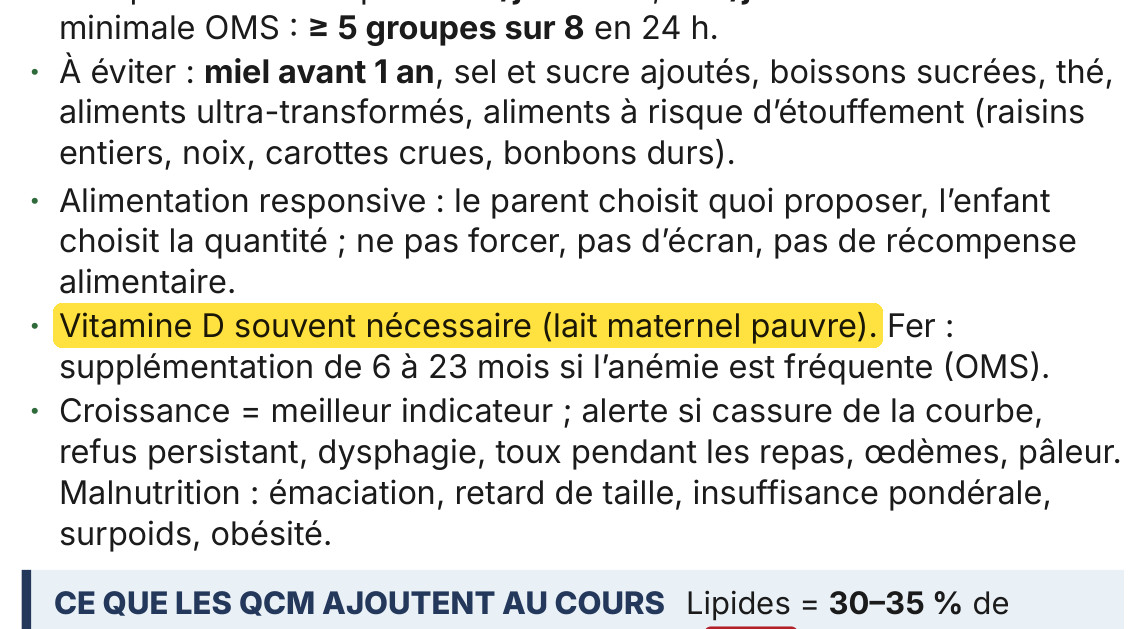 minimale OMS : ≥ 5 groupes sur 8 en 24 h.
• À éviter : miel avant 1 an, sel et sucre ajoutés, boissons sucrées, thé,
aliments ultra-transformés, aliments à risque d’étouffement (raisins
entiers, noix, carottes crues, bonbons durs).
• Alimentation responsive : le parent choisit quoi proposer, l’enfant
choisit la quantité ; ne pas forcer, pas d’écran, pas de récompense
alimentaire.
• Vitamine D souvent nécessaire (lait maternel pauvre). Fer :
supplémentation de 6 à 23 mois si l’anémie est fréquente (OMS).
• Croissance = meilleur indicateur ; alerte si cassure de la courbe,
refus persistant, dysphagie, toux pendant les repas, œdèmes, pâleur.
Malnutrition : émaciation, retard de taille, insuffisance pondérale,
surpoids, obésité.
CE QUE LES QCM AJOUTENT AU COURS Lipides = 30–35 % de